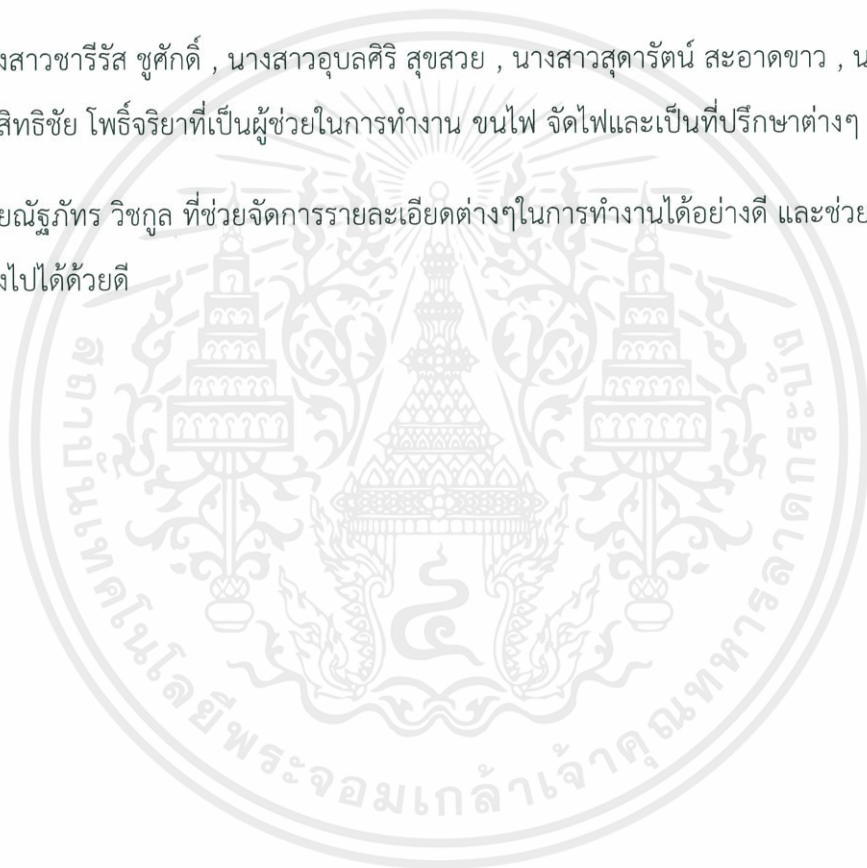 งสาวชารีรัส ชูศักดิ์ , นางสาวอุบลศิริ สุขสวย , นางสาวสุดารัตน์ สะอาดขาว , น
สิทธิชัย โพธิ์จริยาที่เป็นผู้ช่วยในการทำงาน ขนไฟ จัดไฟและเป็นที่ปรึกษาต่างๆ
ยณัฐภัทร วิชกูล ที่ช่วยจัดการรายละเอียดต่างๆในการทำงานได้อย่างดี และช่วย
งไปได้ด้วยดี
สถาบันเทคโนโลยีพระจอมเกล้าเจ้าคุณทหารลาดกระบัง